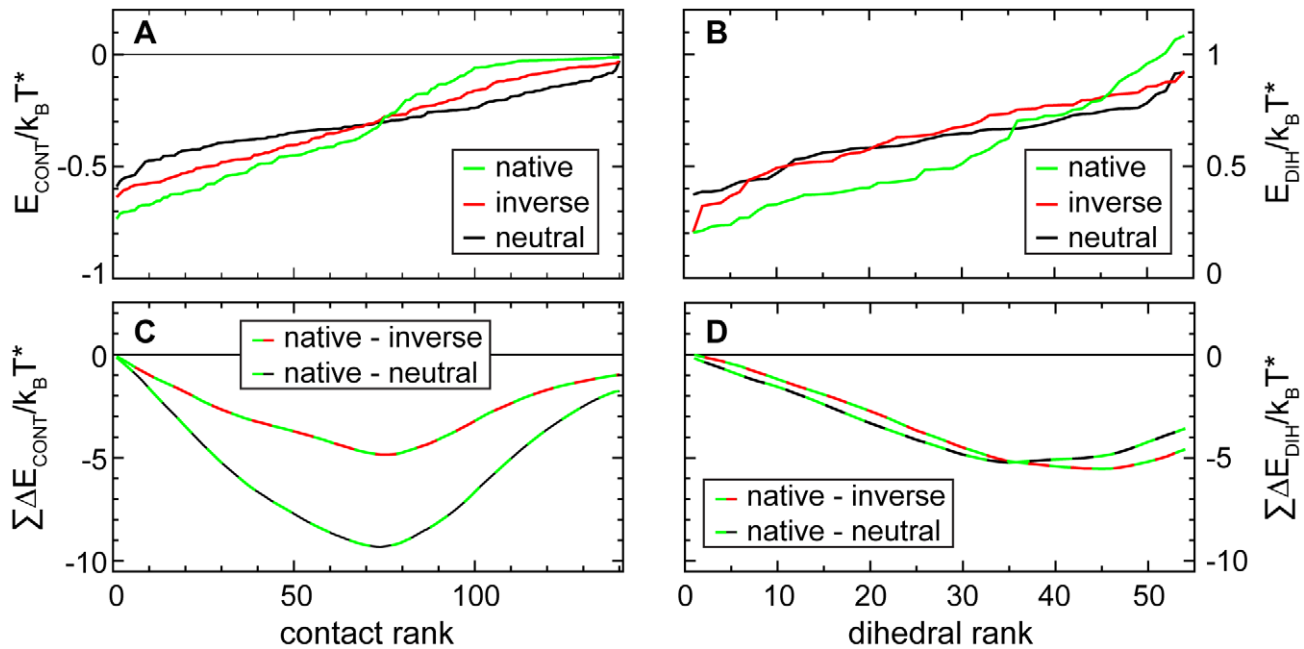 A
0
-0.5
-1
E_CONT/k_BT*
native
inverse
neutral
B
1
0.5
0
E_DIH/k_BT*
native
inverse
neutral
C
native - inverse
native - neutral
0
-5
-10
∑ΔE_CONT/k_BT*
0 50 100
contact rank
D
native - inverse
native - neutral
0
-5
-10
∑ΔE_DIH/k_BT*
0 10 20 30 40 50
dihedral rank